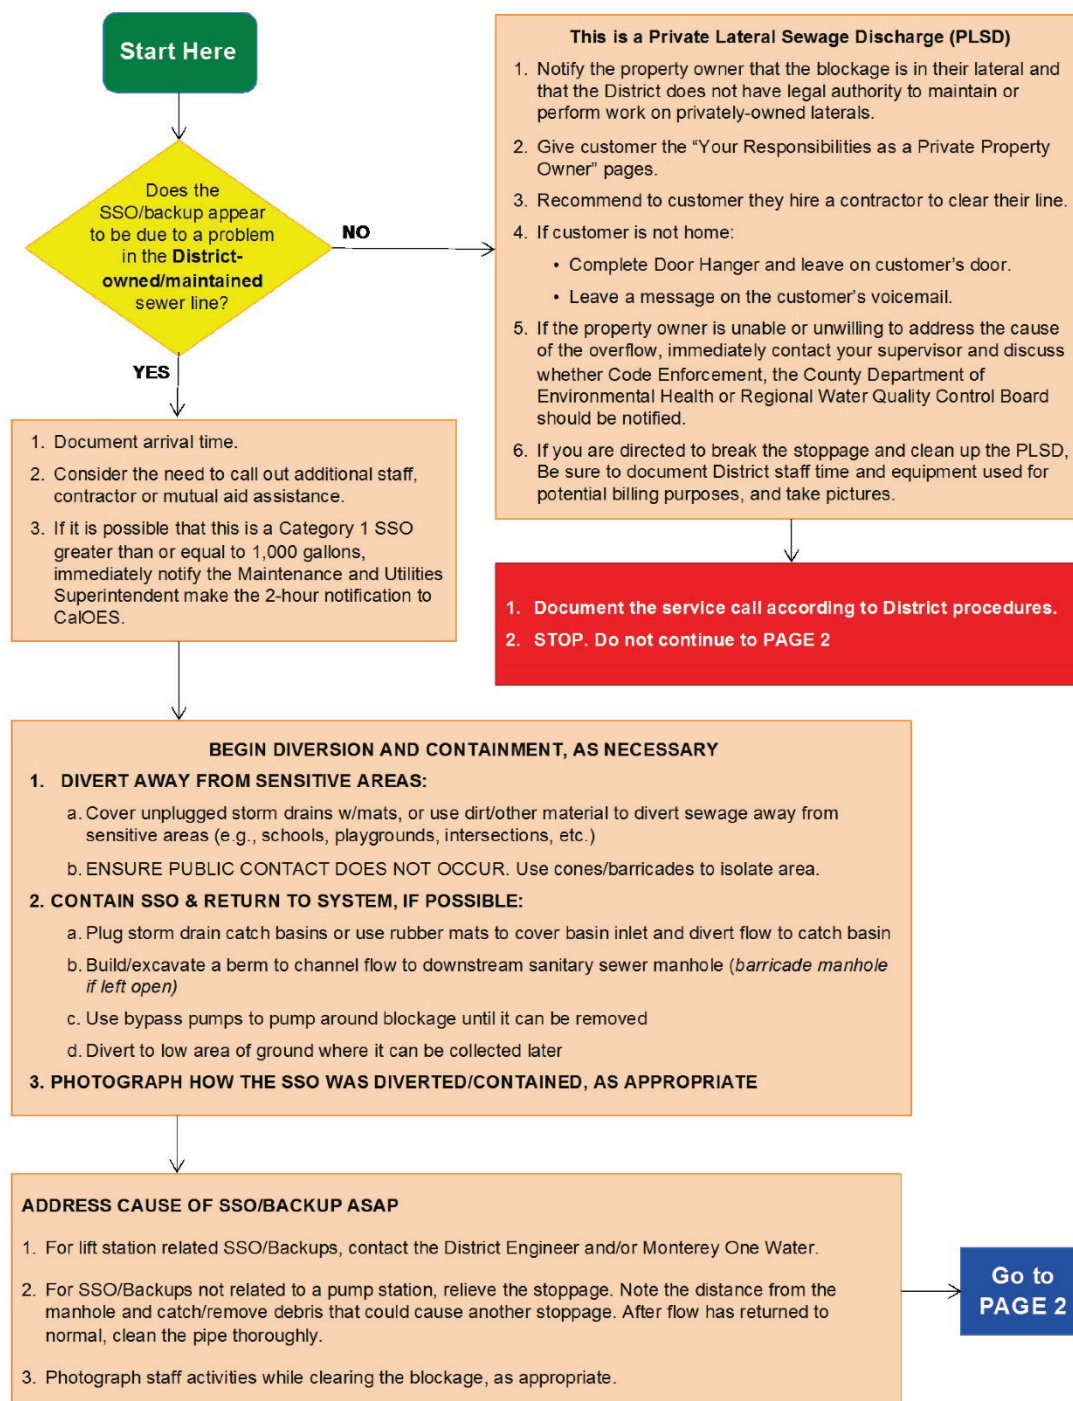 Start Here
Does the
SSO/backup appear
to be due to a problem
in the District-
owned/maintained
sewer line?
NO
YES
This is a Private Lateral Sewage Discharge (PLSD)
1. Notify the property owner that the blockage is in their lateral and
that the District does not have legal authority to maintain or
perform work on privately-owned laterals.
2. Give customer the “Your Responsibilities as a Private Property
Owner” pages.
3. Recommend to customer they hire a contractor to clear their line.
4. If customer is not home:
• Complete Door Hanger and leave on customer’s door.
• Leave a message on the customer’s voicemail.
5. If the property owner is unable or unwilling to address the cause
of the overflow, immediately contact your supervisor and discuss
whether Code Enforcement, the County Department of
Environmental Health or Regional Water Quality Control Board
should be notified.
6. If you are directed to break the stoppage and clean up the PLSD,
Be sure to document District staff time and equipment used for
potential billing purposes, and take pictures.
1. Document the service call according to District procedures.
2. STOP. Do not continue to PAGE 2
1. Document arrival time.
2. Consider the need to call out additional staff,
contractor or mutual aid assistance.
3. If it is possible that this is a Category 1 SSO
greater than or equal to 1,000 gallons,
immediately notify the Maintenance and Utilities
Superintendent make the 2-hour notification to
CalOES.
BEGIN DIVERSION AND CONTAINMENT, AS NECESSARY
1. DIVERT AWAY FROM SENSITIVE AREAS:
a. Cover unplugged storm drains w/mats, or use dirt/other material to divert sewage away from
sensitive areas (e.g., schools, playgrounds, intersections, etc.)
b. ENSURE PUBLIC CONTACT DOES NOT OCCUR. Use cones/barricades to isolate area.
2. CONTAIN SSO & RETURN TO SYSTEM, IF POSSIBLE:
a. Plug storm drain catch basins or use rubber mats to cover basin inlet and divert flow to catch basin
b. Build/excavate a berm to channel flow to downstream sanitary sewer manhole (barricade manhole
if left open)
c. Use bypass pumps to pump around blockage until it can be removed
d. Divert to low area of ground where it can be collected later
3. PHOTOGRAPH HOW THE SSO WAS DIVERTED/CONTAINED, AS APPROPRIATE
ADDRESS CAUSE OF SSO/BACKUP ASAP
1. For lift station related SSO/Backups, contact the District Engineer and/or Monterey One Water.
2. For SSO/Backups not related to a pump station, relieve the stoppage. Note the distance from the
manhole and catch/remove debris that could cause another stoppage. After flow has returned to
normal, clean the pipe thoroughly.
3. Photograph staff activities while clearing the blockage, as appropriate.
Go to
PAGE 2